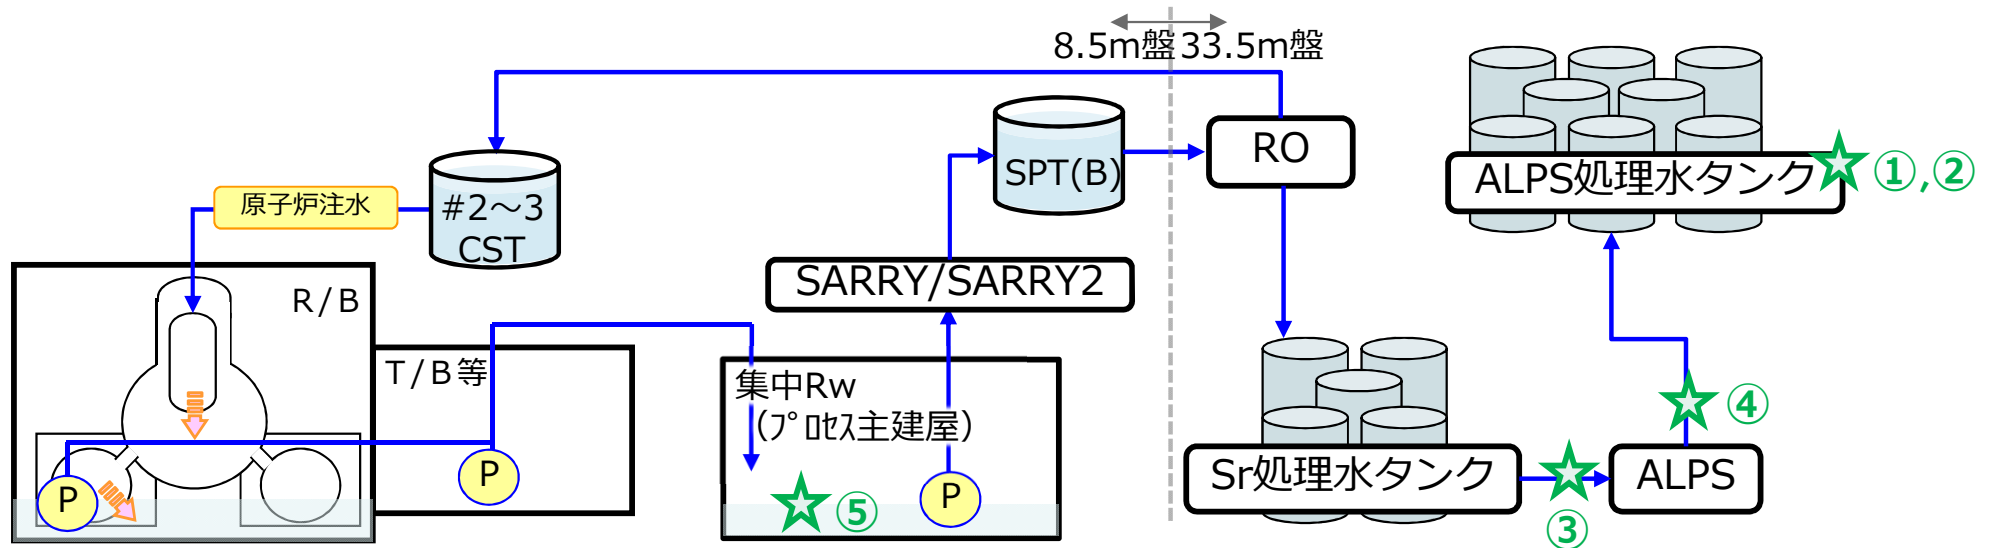 8.5m盤 33.5m盤
原子炉注水
#2～3
CST
SPT(B)
RO
ALPS処理水タンク
①,②
R/B
T/B等
SARRY/SARRY2
集中Rw
(ﾌﾟﾛｾｽ主建屋)
P
P
P
⑤
Sr処理水タンク
③
ALPS
④